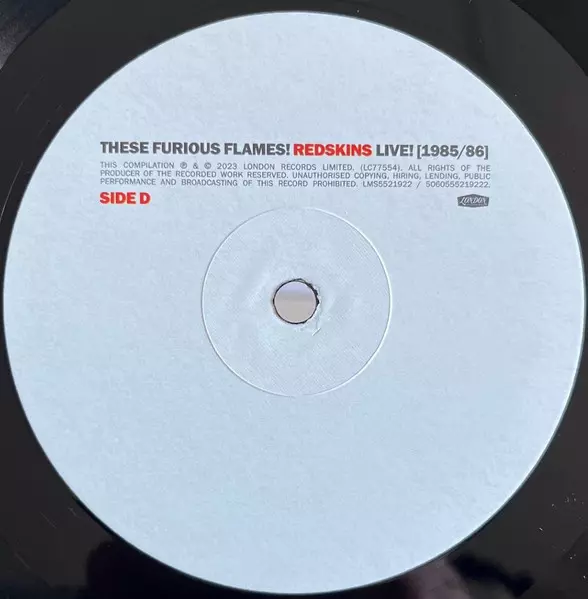 THESE FURIOUS FLAMES! REDSKINS LIVE! [1985/86]
THIS COMPILATION ℗ & © 2023 LONDON RECORDS LIMITED. (LC77554). ALL RIGHTS OF THE
PRODUCER OF THE RECORDED WORK RESERVED. UNAUTHORISED COPYING, HIRING, LENDING, PUBLIC
PERFORMANCE AND BROADCASTING OF THIS RECORD PROHIBITED. LMS5521922 / 5060555219222.
SIDE D
LONDON